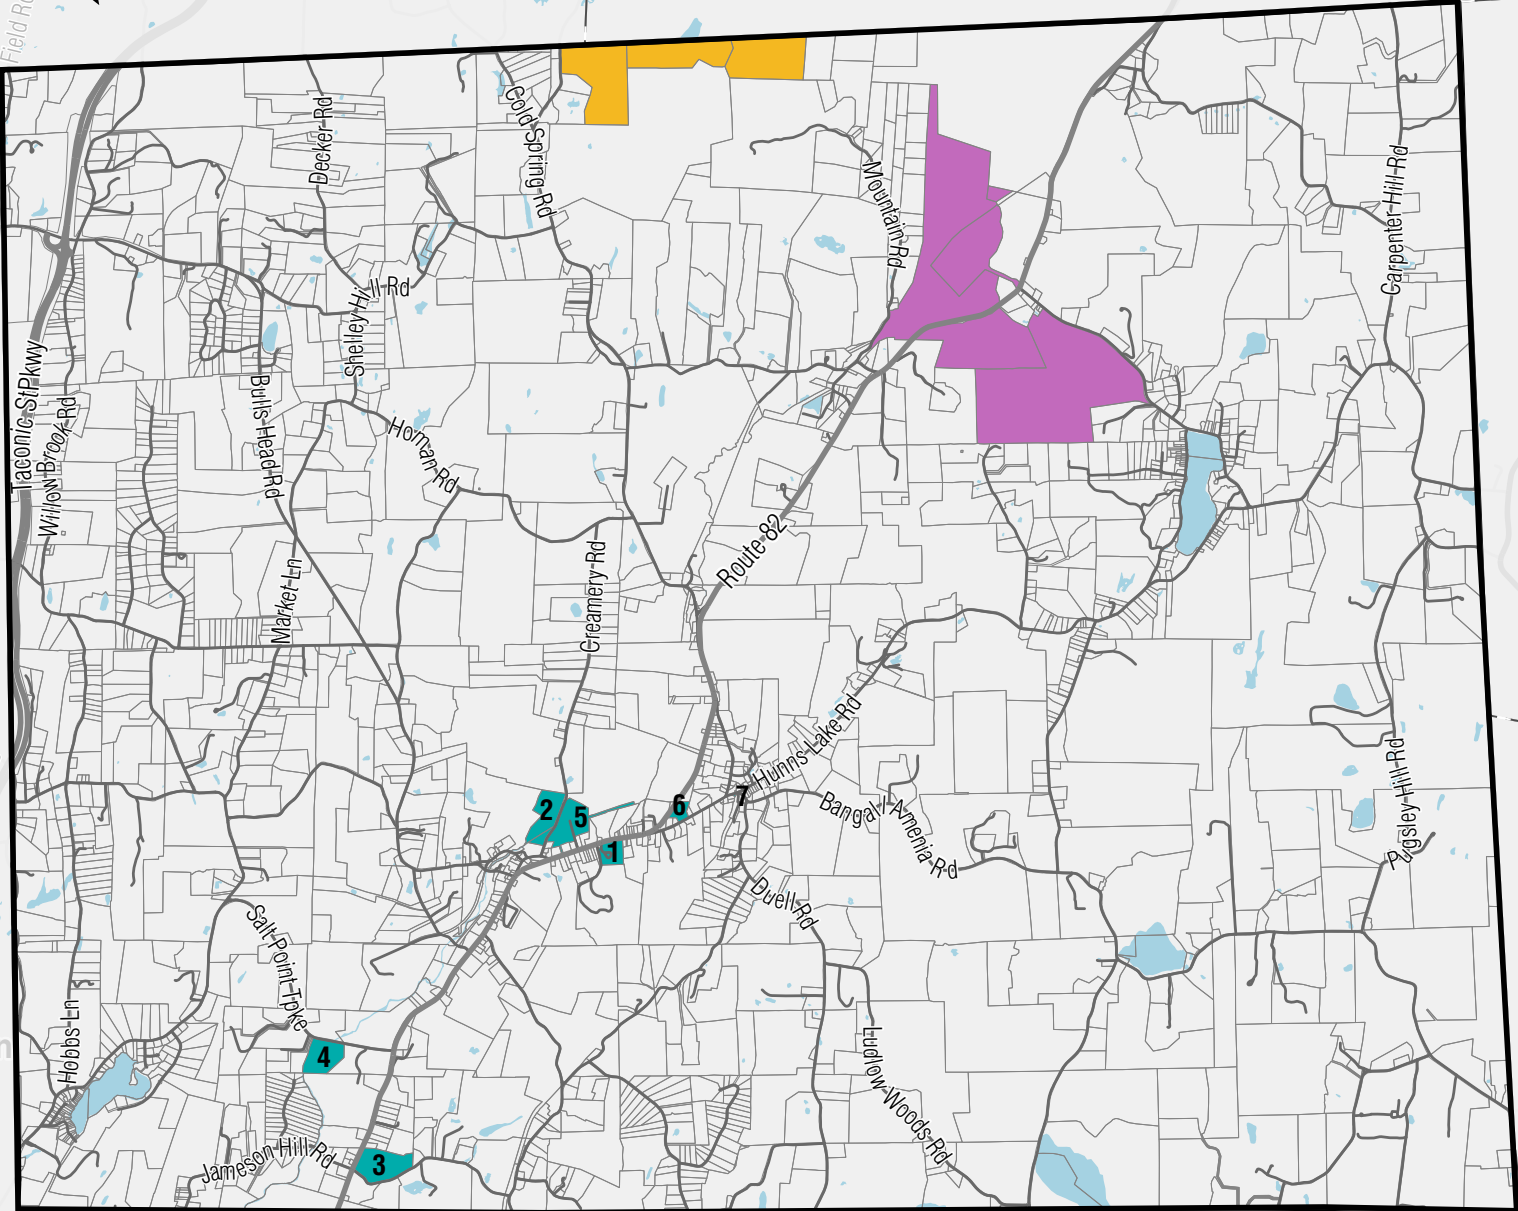 Field Rd
Decker Rd
Cold Spring Rd
Mountain Rd
Carpenter Hill Rd
Shelley Hill Rd
Taconic St Pkwy
Willow Brook Rd
Bulls Head Rd
Homan Rd
Route 82
Creamery Rd
Market Ln
Hunns Lake Rd
Bangall Amenia Rd
Pugsley Hill Rd
2
5
6
7
1
Duell Rd
Salt Point Tpke
Hobbs Ln
4
Ludlow Woods Rd
Jameson Hill Rd
3